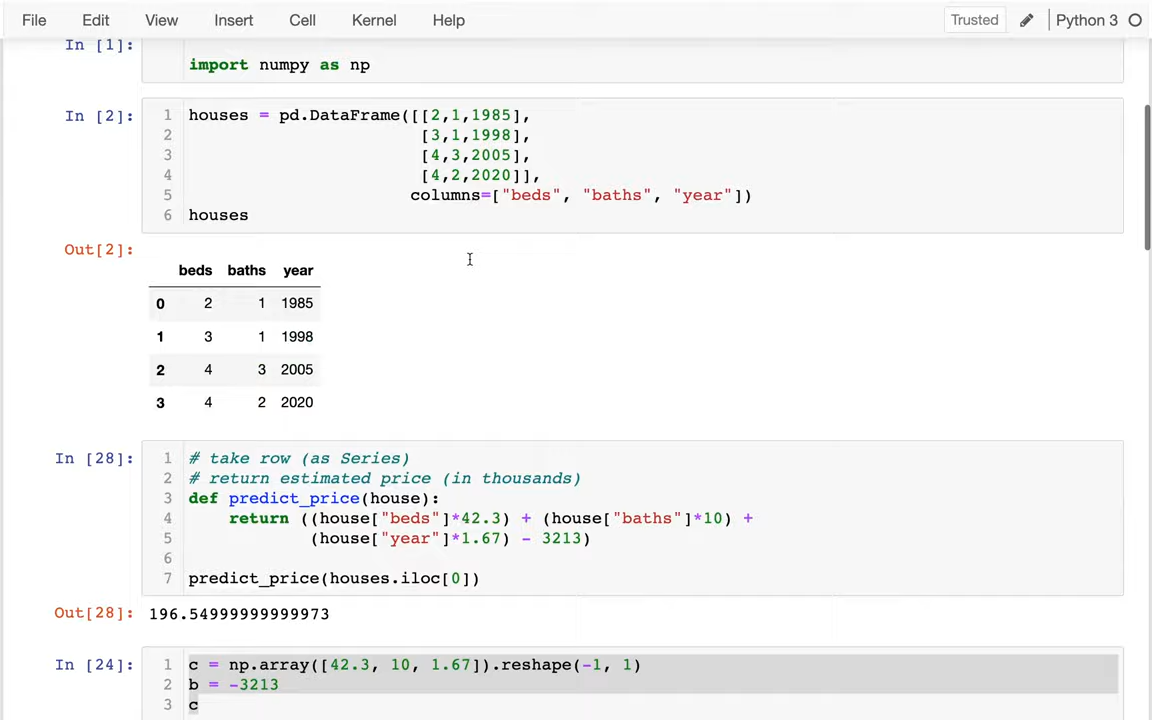 File Edit View Insert Cell Kernel Help Trusted Python 3
In [1]:
import numpy as np
In [2]: 1 houses = pd.DataFrame([[2,1,1985],
2 [3,1,1998],
3 [4,3,2005],
4 [4,2,2020]],
5 columns=["beds", "baths", "year"])
6 houses
Out[2]:
beds baths year
0 2 1 1985
1 3 1 1998
2 4 3 2005
3 4 2 2020
In [28]: 1 # take row (as Series)
2 # return estimated price (in thousands)
3 def predict_price(house):
4 return ((house["beds"]*42.3) + (house["baths"]*10) +
5 (house["year"]*1.67) - 3213)
6
7 predict_price(houses.iloc[0])
Out[28]: 196.54999999999973
In [24]: 1 c = np.array([42.3, 10, 1.67]).reshape(-1, 1)
2 b = -3213
3 c